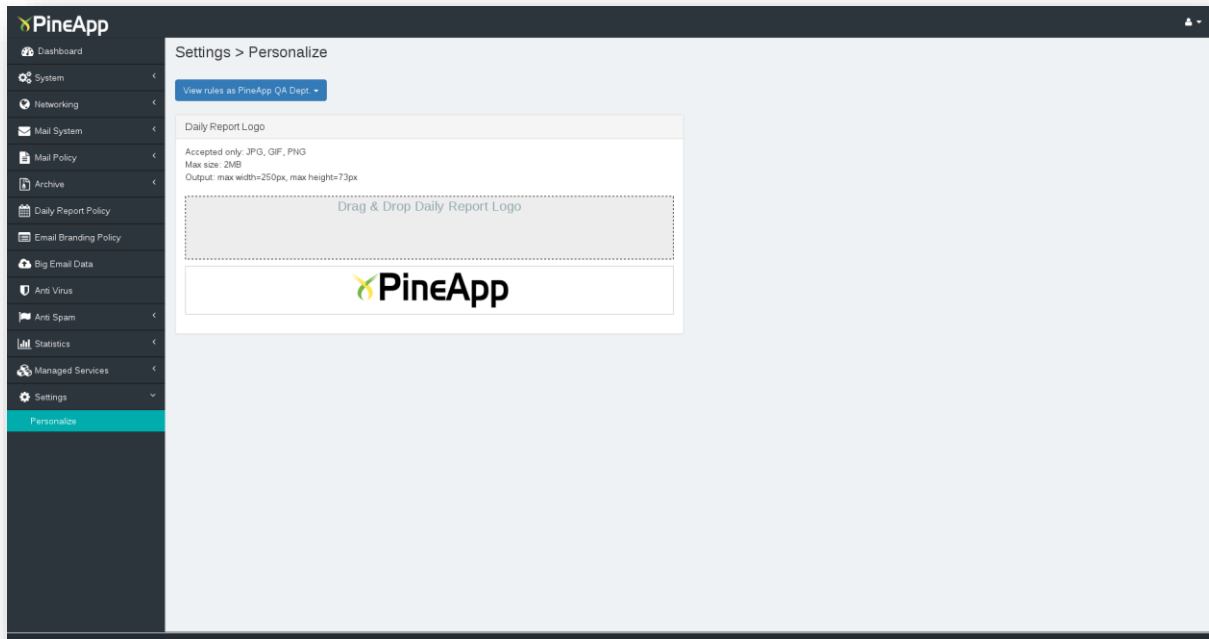 PinεApp
Settings > Personalize
Dashboard
System
Networking
Mail System
Mail Policy
Archive
Daily Report Policy
Email Branding Policy
Big Email Data
Anti Virus
Anti Spam
Statistics
Managed Services
Settings
Personalize
View rules as PineApp QA Dept.
Daily Report Logo
Accepted only: JPG, GIF, PNG
Max size: 2MB
Output: max width=250px, max height=73px
Drag & Drop Daily Report Logo
PinεApp